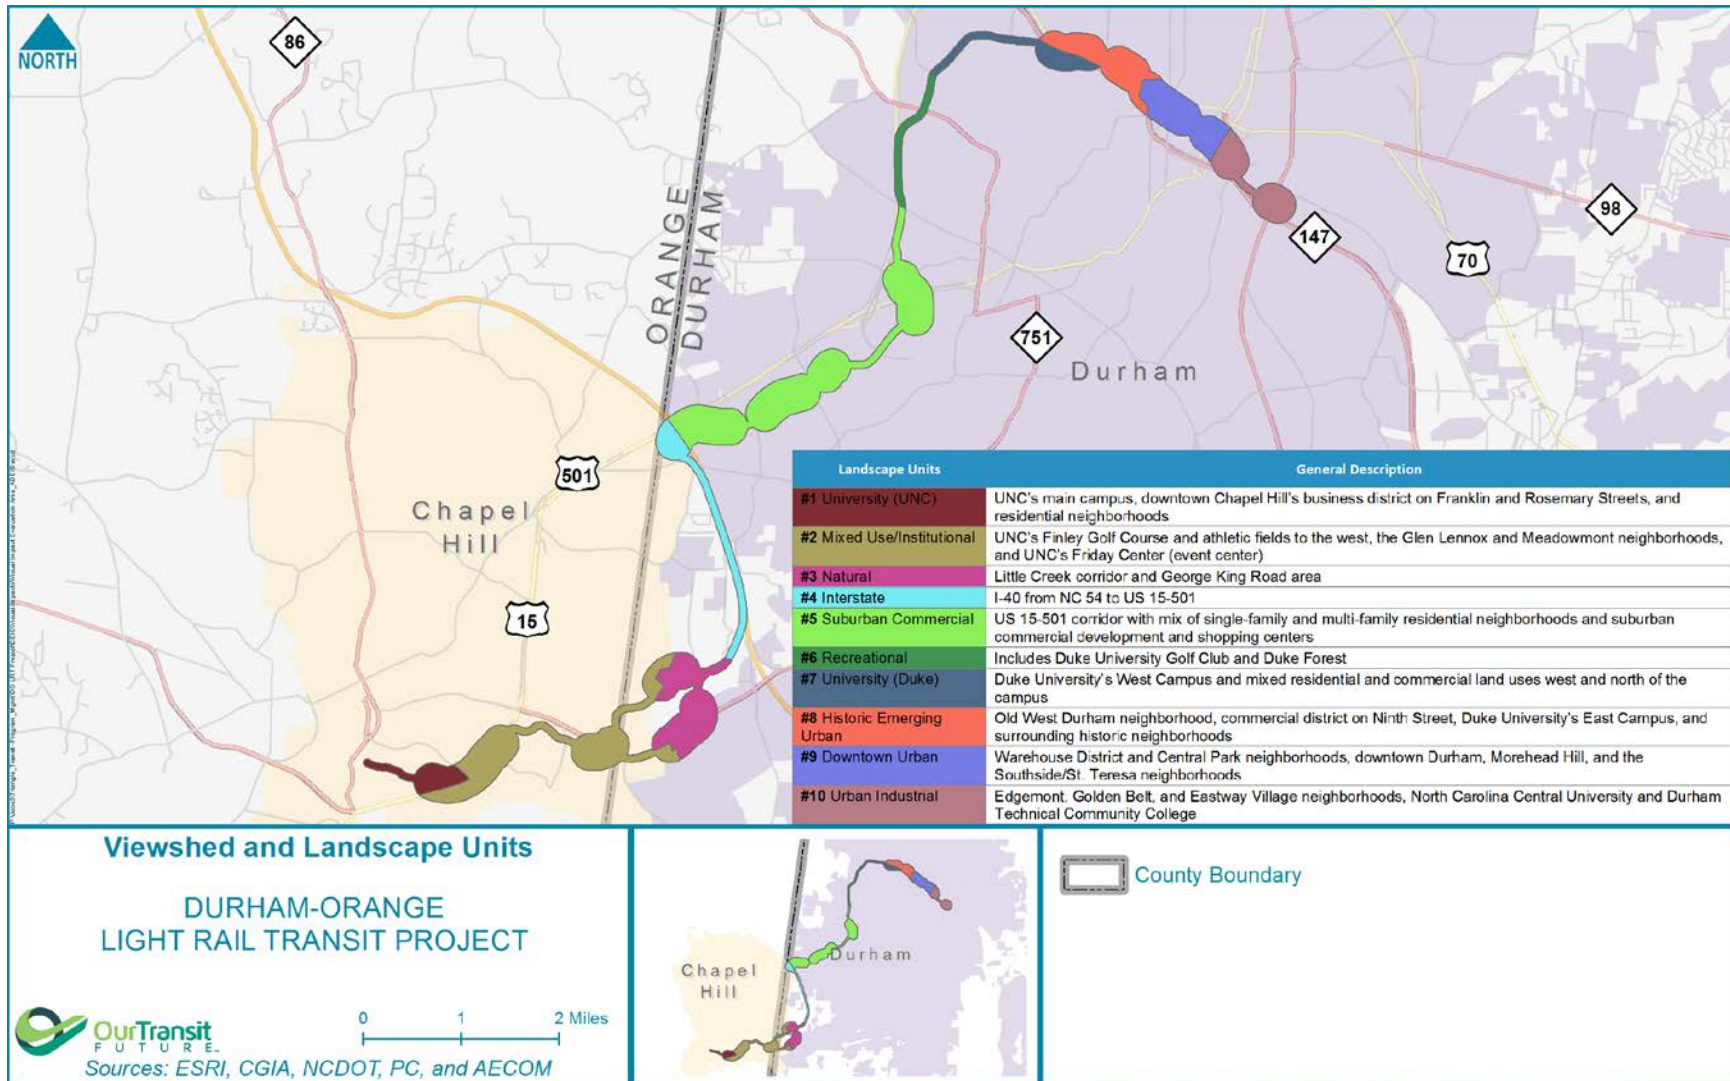 NORTH
86
ORANGE
DURHAM
98
147
70
751
Durham
501
Chapel
Hill
15
Landscape Units General Description
#1 University (UNC) UNC's main campus, downtown Chapel Hill's business district on Franklin and Rosemary Streets, and
residential neighborhoods
#2 Mixed Use/Institutional UNC's Finley Golf Course and athletic fields to the west, the Glen Lennox and Meadowmont neighborhoods,
and UNC's Friday Center (event center)
#3 Natural Little Creek corridor and George King Road area
#4 Interstate I-40 from NC 54 to US 15-501
#5 Suburban Commercial US 15-501 corridor with mix of single-family and multi-family residential neighborhoods and suburban
commercial development and shopping centers
#6 Recreational Includes Duke University Golf Club and Duke Forest
#7 University (Duke) Duke University's West Campus and mixed residential and commercial land uses west and north of the
campus
#8 Historic Emerging Old West Durham neighborhood, commercial district on Ninth Street, Duke University's East Campus, and
Urban surrounding historic neighborhoods
#9 Downtown Urban Warehouse District and Central Park neighborhoods, downtown Durham, Morehead Hill, and the
Southside/St. Teresa neighborhoods
#10 Urban Industrial Edgemont, Golden Belt, and Eastway Village neighborhoods, North Carolina Central University and Durham
Technical Community College
Viewshed and Landscape Units
DURHAM-ORANGE
LIGHT RAIL TRANSIT PROJECT
OurTransit
FUTURE
0 1 2 Miles
Sources: ESRI, CGIA, NCDOT, PC, and AECOM
Durham
Chapel
Hill
County Boundary